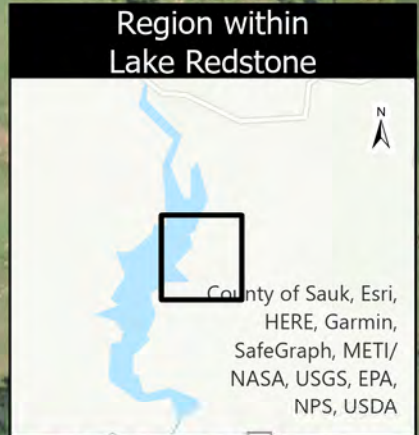 Region within
Lake Redstone
N
County of Sauk, Esri,
HERE, Garmin,
SafeGraph, METI/
NASA, USGS, EPA,
NPS, USDA